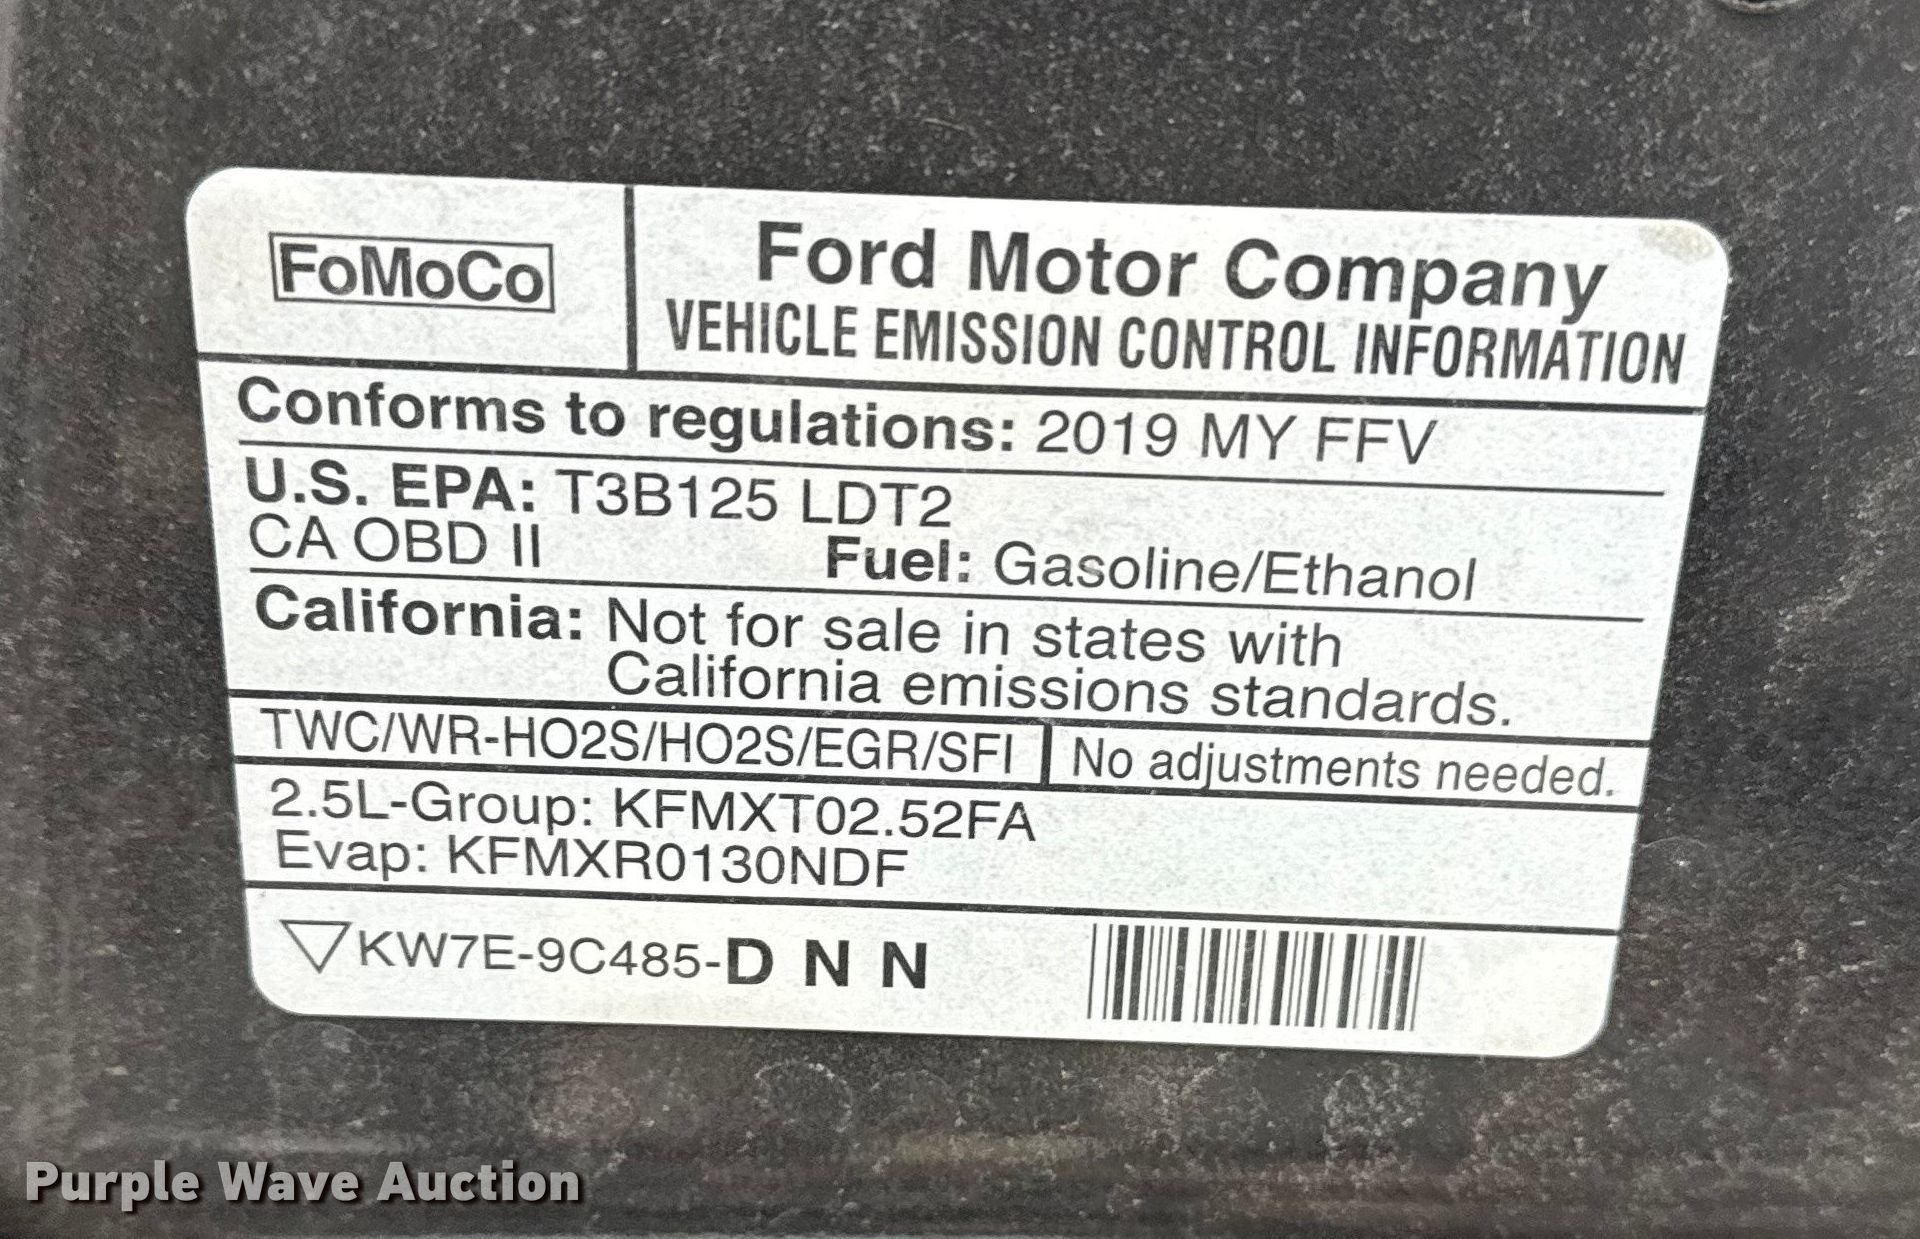 FoMoCo
Ford Motor Company
VEHICLE EMISSION CONTROL INFORMATION
Conforms to regulations: 2019 MY FFV
U.S. EPA: T3B125 LDT2
CA OBD II Fuel: Gasoline/Ethanol
California: Not for sale in states with
California emissions standards.
TWC/WR-HO2S/HO2S/EGR/SFI No adjustments needed.
2.5L-Group: KFMXT02.52FA
Evap: KFMXR0130NDF
KW7E-9C485-D N N
Purple Wave Auction